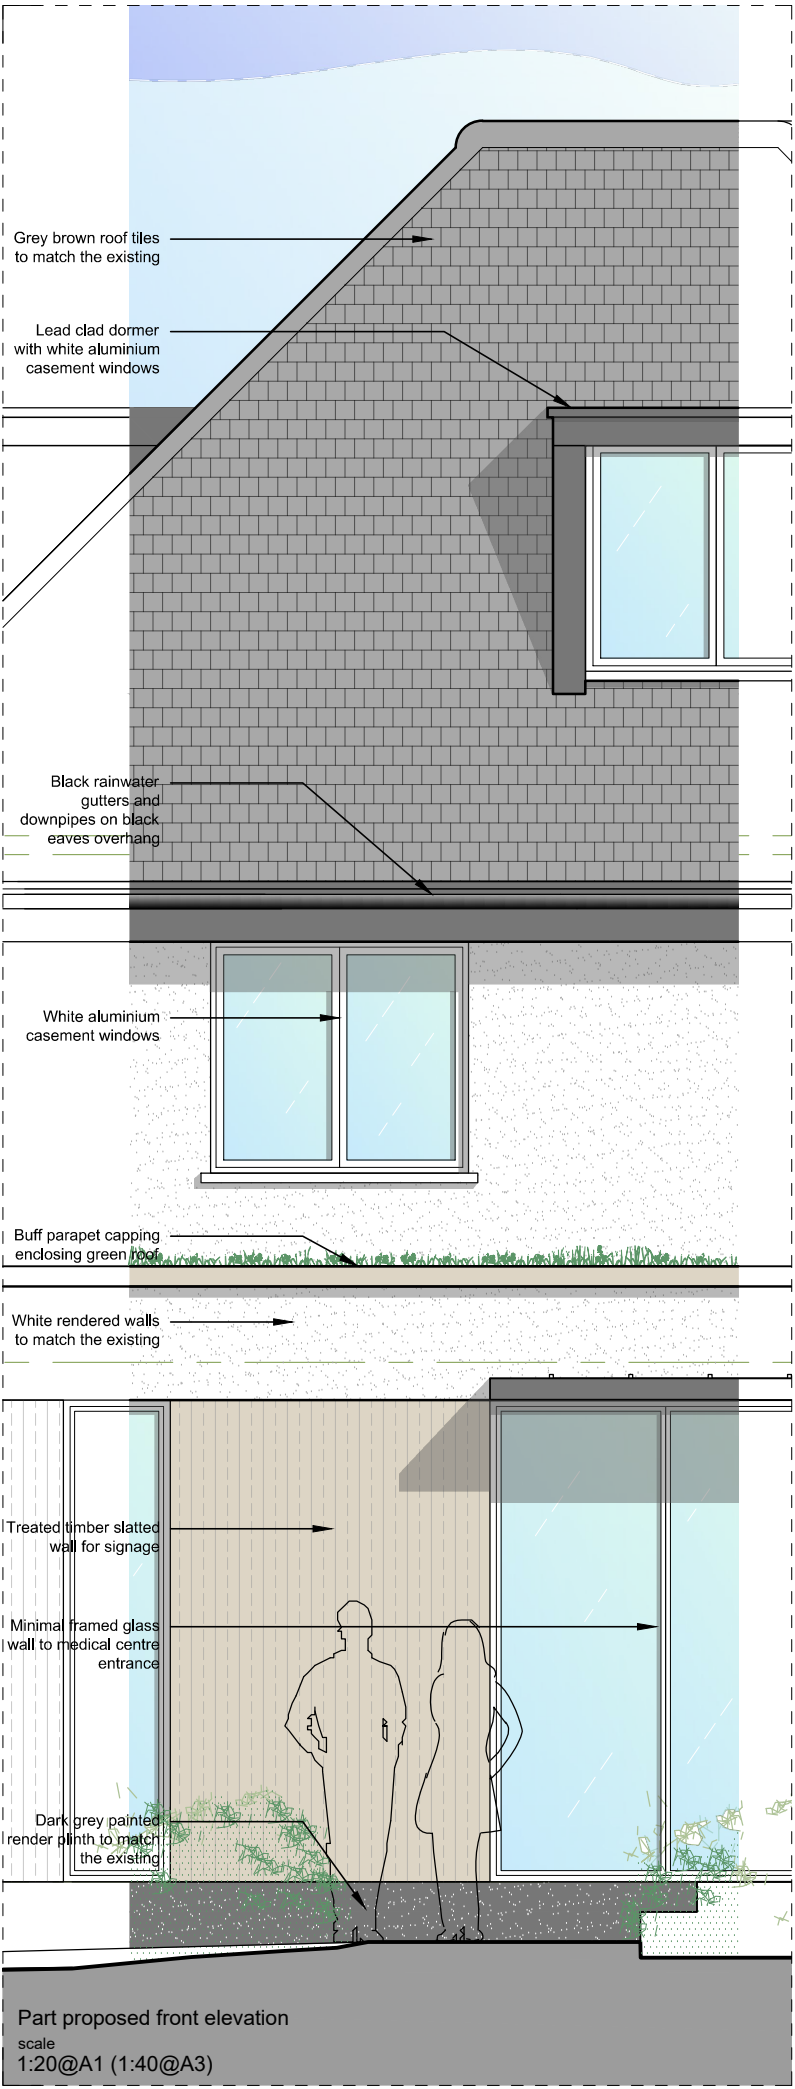 Grey brown roof tiles
to match the existing
Lead clad dormer
with white aluminium
casement windows
Black rainwater
gutters and
downpipes on black
eaves overhang
White aluminium
casement windows
Buff parapet capping
enclosing green roof
White rendered walls
to match the existing
Treated timber slatted
wall for signage
Minimal framed glass
wall to medical centre
entrance
Dark grey painted
render plinth to match
the existing
Part proposed front elevation
scale
1:20@A1 (1:40@A3)